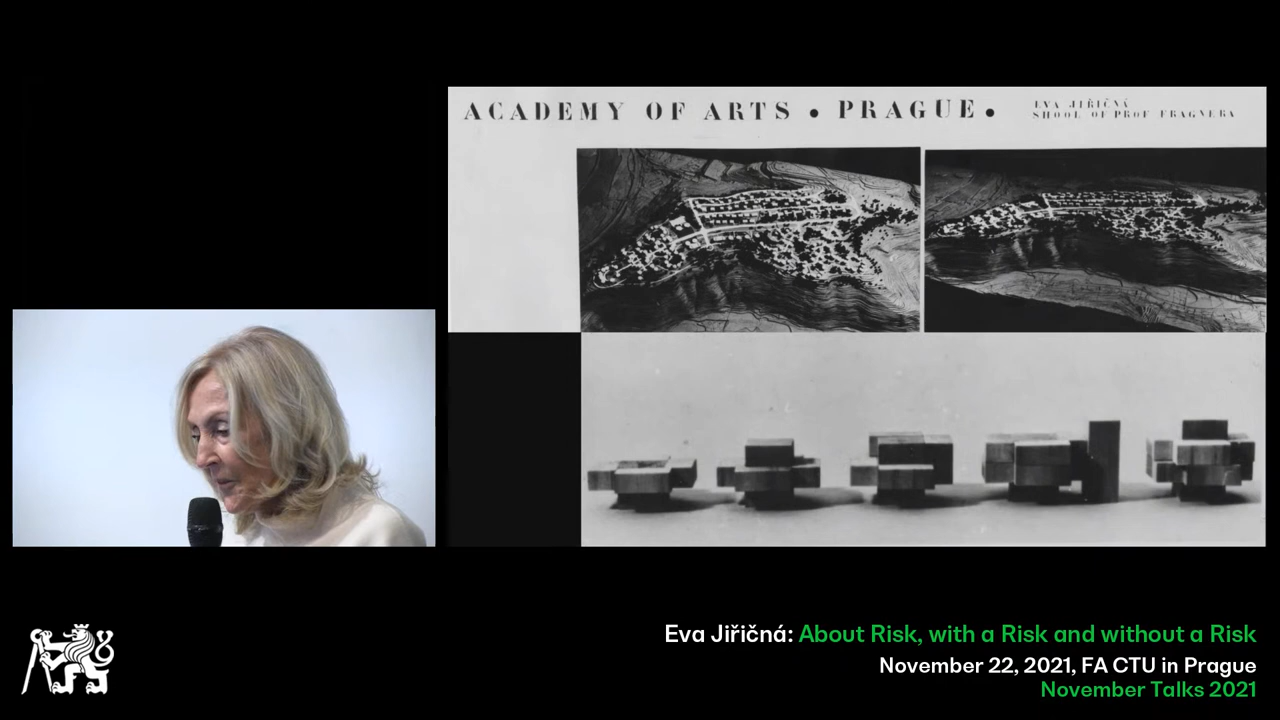 ACADEMY OF ARTS • PRAGUE •
EVA JIŘIČNÁ
SHOOL OF PROF FRAGNERA
Eva Jiřičná: About Risk, with a Risk and without a Risk
November 22, 2021, FA CTU in Prague
November Talks 2021